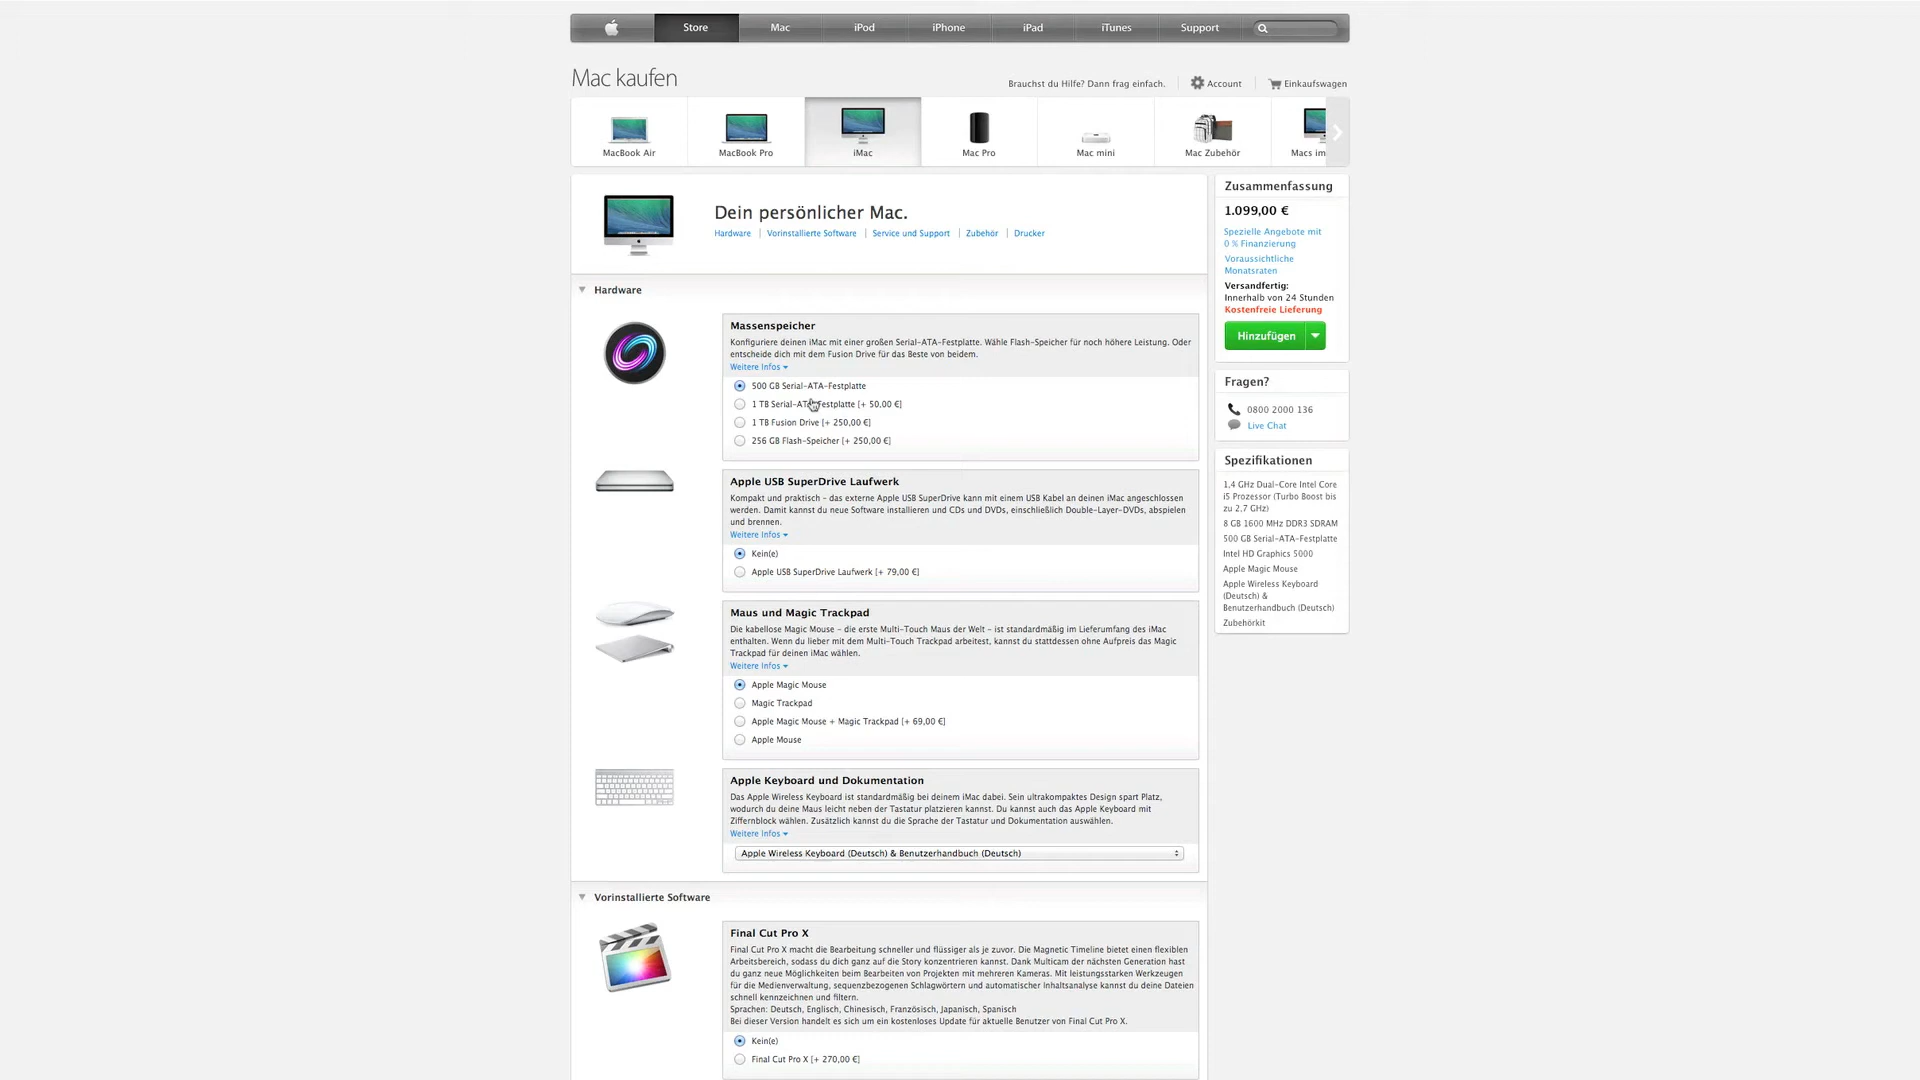 Store
Mac
iPod
iPhone
iPad
iTunes
Support
Mac kaufen
Brauchst du Hilfe? Dann frag einfach.
Account
Einkaufswagen
MacBook Air
MacBook Pro
iMac
Mac Pro
Mac mini
Mac Zubehör
Macs im
Dein persönlicher Mac.
Hardware
Vorinstallierte Software
Service und Support
Zubehör
Drucker
Hardware
Massenspeicher
Konfiguriere deinen iMac mit einer großen Serial-ATA-Festplatte. Wähle Flash-Speicher für noch höhere Leistung. Oder
entscheide dich mit dem Fusion Drive für das Beste von beidem.
Weitere Infos
500 GB Serial-ATA-Festplatte
1 TB Serial-ATA-Festplatte [+ 50,00 €]
1 TB Fusion Drive [+ 250,00 €]
256 GB Flash-Speicher [+ 250,00 €]
Apple USB SuperDrive Laufwerk
Kompakt und praktisch – das externe Apple USB SuperDrive kann mit einem USB Kabel an deinen iMac angeschlossen
werden. Damit kannst du neue Software installieren und CDs und DVDs, einschließlich Double-Layer-DVDs, abspielen
und brennen.
Weitere Infos
Kein(e)
Apple USB SuperDrive Laufwerk [+ 79,00 €]
Maus und Magic Trackpad
Die kabellose Magic Mouse – die erste Multi-Touch Maus der Welt – ist standardmäßig im Lieferumfang des iMac
enthalten. Wenn du lieber mit dem Multi-Touch Trackpad arbeitest, kannst du stattdessen ohne Aufpreis das Magic
Trackpad für deinen iMac wählen.
Weitere Infos
Apple Magic Mouse
Magic Trackpad
Apple Magic Mouse + Magic Trackpad [+ 69,00 €]
Apple Mouse
Apple Keyboard und Dokumentation
Das Apple Wireless Keyboard ist standardmäßig bei deinem iMac dabei. Sein ultrakompaktes Design spart Platz,
wodurch du deine Maus leicht neben der Tastatur platzieren kannst. Du kannst auch das Apple Keyboard mit
Ziffernblock wählen. Zusätzlich kannst du die Sprache der Tastatur und Dokumentation auswählen.
Weitere Infos
Apple Wireless Keyboard (Deutsch) & Benutzerhandbuch (Deutsch)
Vorinstallierte Software
Final Cut Pro X
Final Cut Pro X macht die Bearbeitung schneller und flüssiger als je zuvor. Die Magnetic Timeline bietet einen flexiblen
Arbeitsbereich, sodass du dich ganz auf die Story konzentrieren kannst. Dank Multicam der nächsten Generation hast
du ganz neue Möglichkeiten beim Bearbeiten von Projekten mit mehreren Kameras. Mit leistungsstarken Werkzeugen
für die Medienverwaltung, sequenzbezogenen Schlagwörtern und automatischer Inhaltsanalyse kannst du deine Dateien
schnell kennzeichnen und filtern.
Sprachen: Deutsch, Englisch, Chinesisch, Französisch, Japanisch, Spanisch
Bei dieser Version handelt es sich um ein kostenloses Update für aktuelle Benutzer von Final Cut Pro X.
Kein(e)
Final Cut Pro X [+ 270,00 €]
Zusammenfassung
1.099,00 €
Spezielle Angebote mit
0 % Finanzierung
Voraussichtliche
Monatsraten
Versandfertig:
Innerhalb von 24 Stunden
Kostenfreie Lieferung
Hinzufügen
Fragen?
0800 2000 136
Live Chat
Spezifikationen
1,4 GHz Dual-Core Intel Core
i5 Prozessor (Turbo Boost bis
zu 2,7 GHz)
8 GB 1600 MHz DDR3 SDRAM
500 GB Serial-ATA-Festplatte
Intel HD Graphics 5000
Apple Magic Mouse
Apple Wireless Keyboard
(Deutsch) &
Benutzerhandbuch (Deutsch)
Zubehörkit